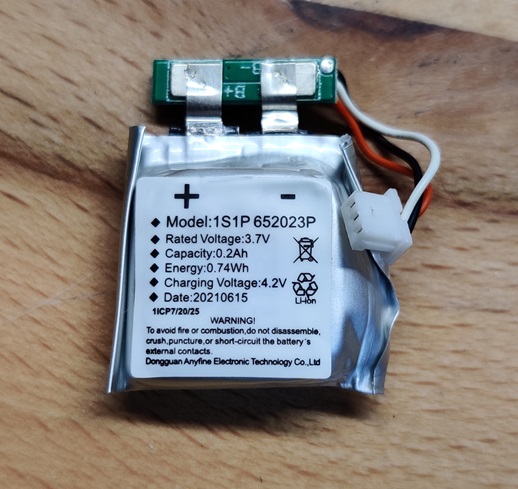 B-
B+
+ -
◆ Model:1S1P 652023P
◆ Rated Voltage:3.7V
◆ Capacity:0.2Ah
◆ Energy:0.74Wh
◆ Charging Voltage:4.2V
◆ Date:20210615
Li-ion
1ICP7/20/25
WARNING!
To avoid fire or combustion,do not disassemble,
crush,puncture,or short-circuit the battery's
external contacts.
Dongguan Anyfine Electronic Technology Co.,Ltd